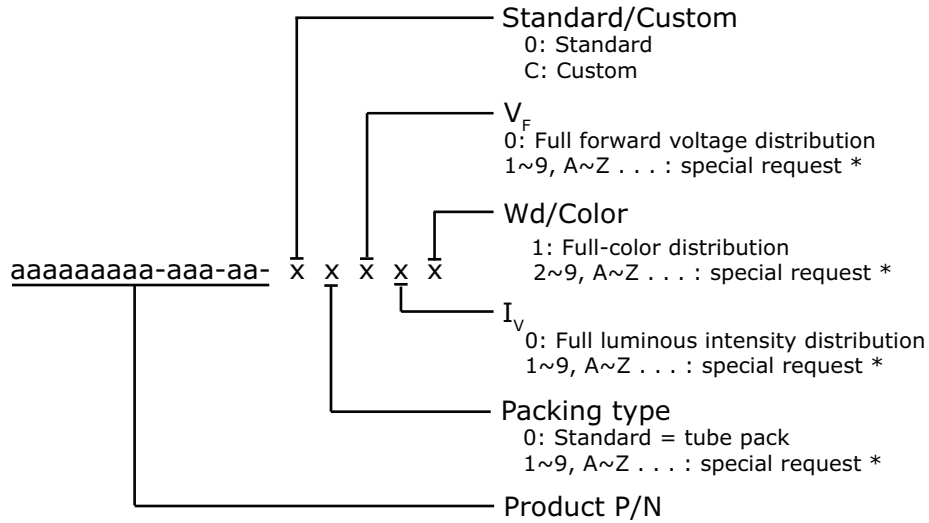 Standard/Custom
0: Standard
C: Custom
VF
0: Full forward voltage distribution
1~9, A~Z . . . : special request *
Wd/Color
1: Full-color distribution
2~9, A~Z . . . : special request *
aaaaaaaaa-aaa-aa- x x x x x
IV
0: Full luminous intensity distribution
1~9, A~Z . . . : special request *
Packing type
0: Standard = tube pack
1~9, A~Z . . . : special request *
Product P/N